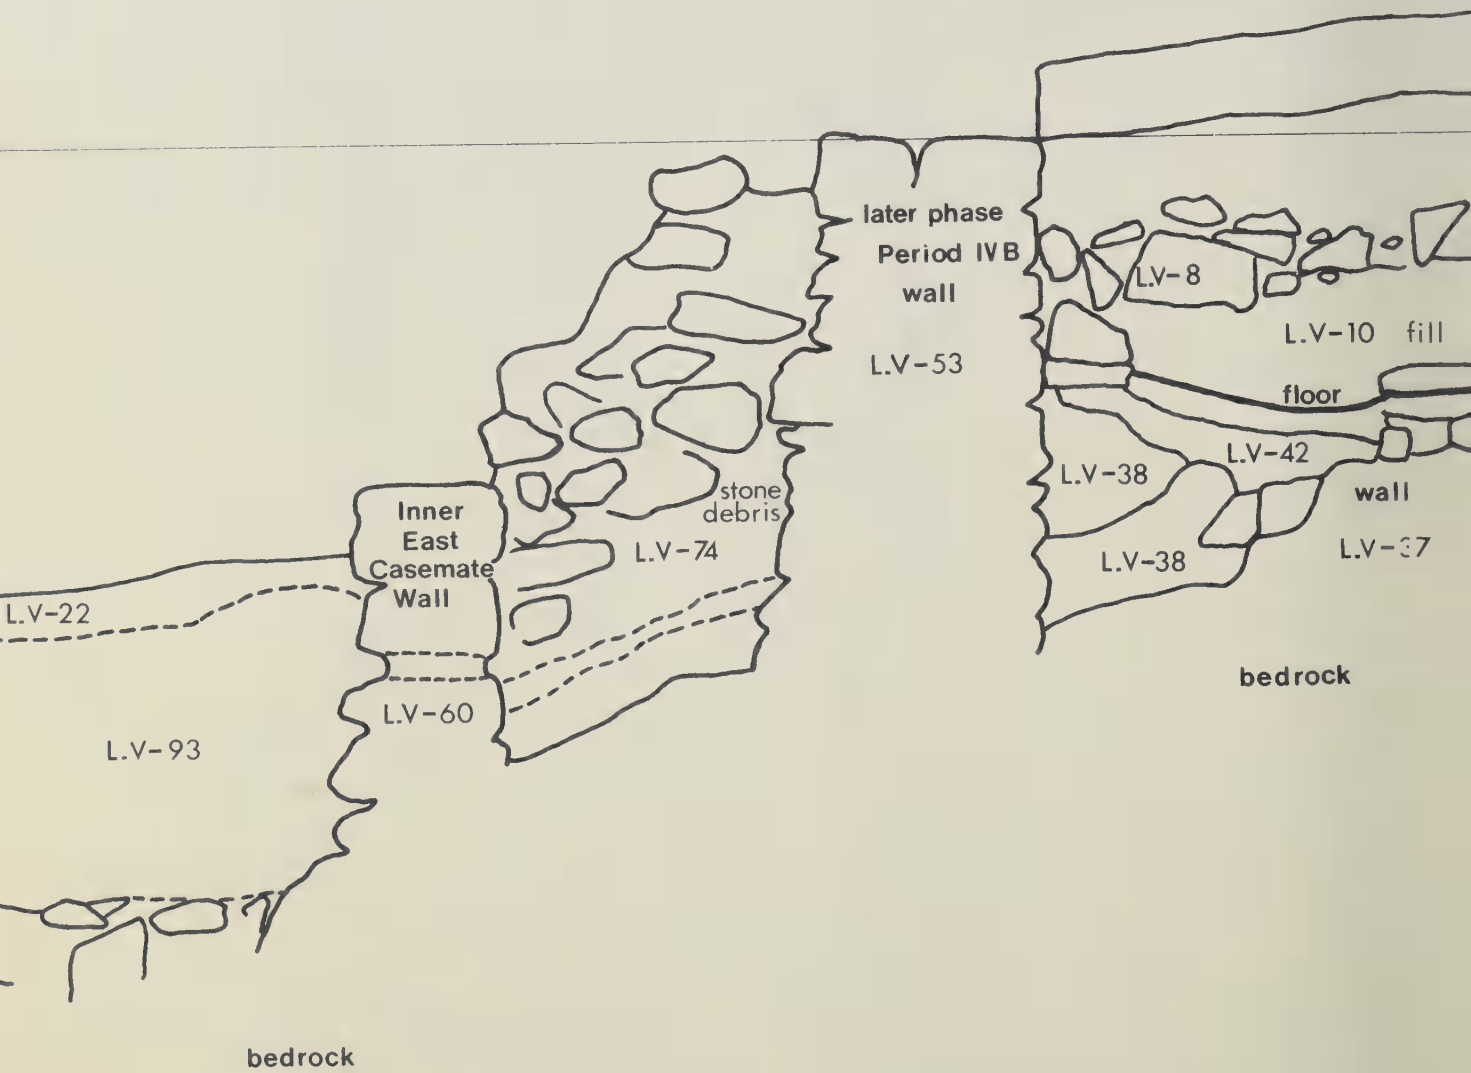 later phase
Period IVB
wall
L.V-53
L.V-8
L.V-10 fill
floor
L.V-42
L.V-38
wall
L.V-37
L.V-38
bedrock
Inner
East
Casemate
Wall
stone
debris
L.V-74
L.V-22
L.V-60
L.V-93
bedrock